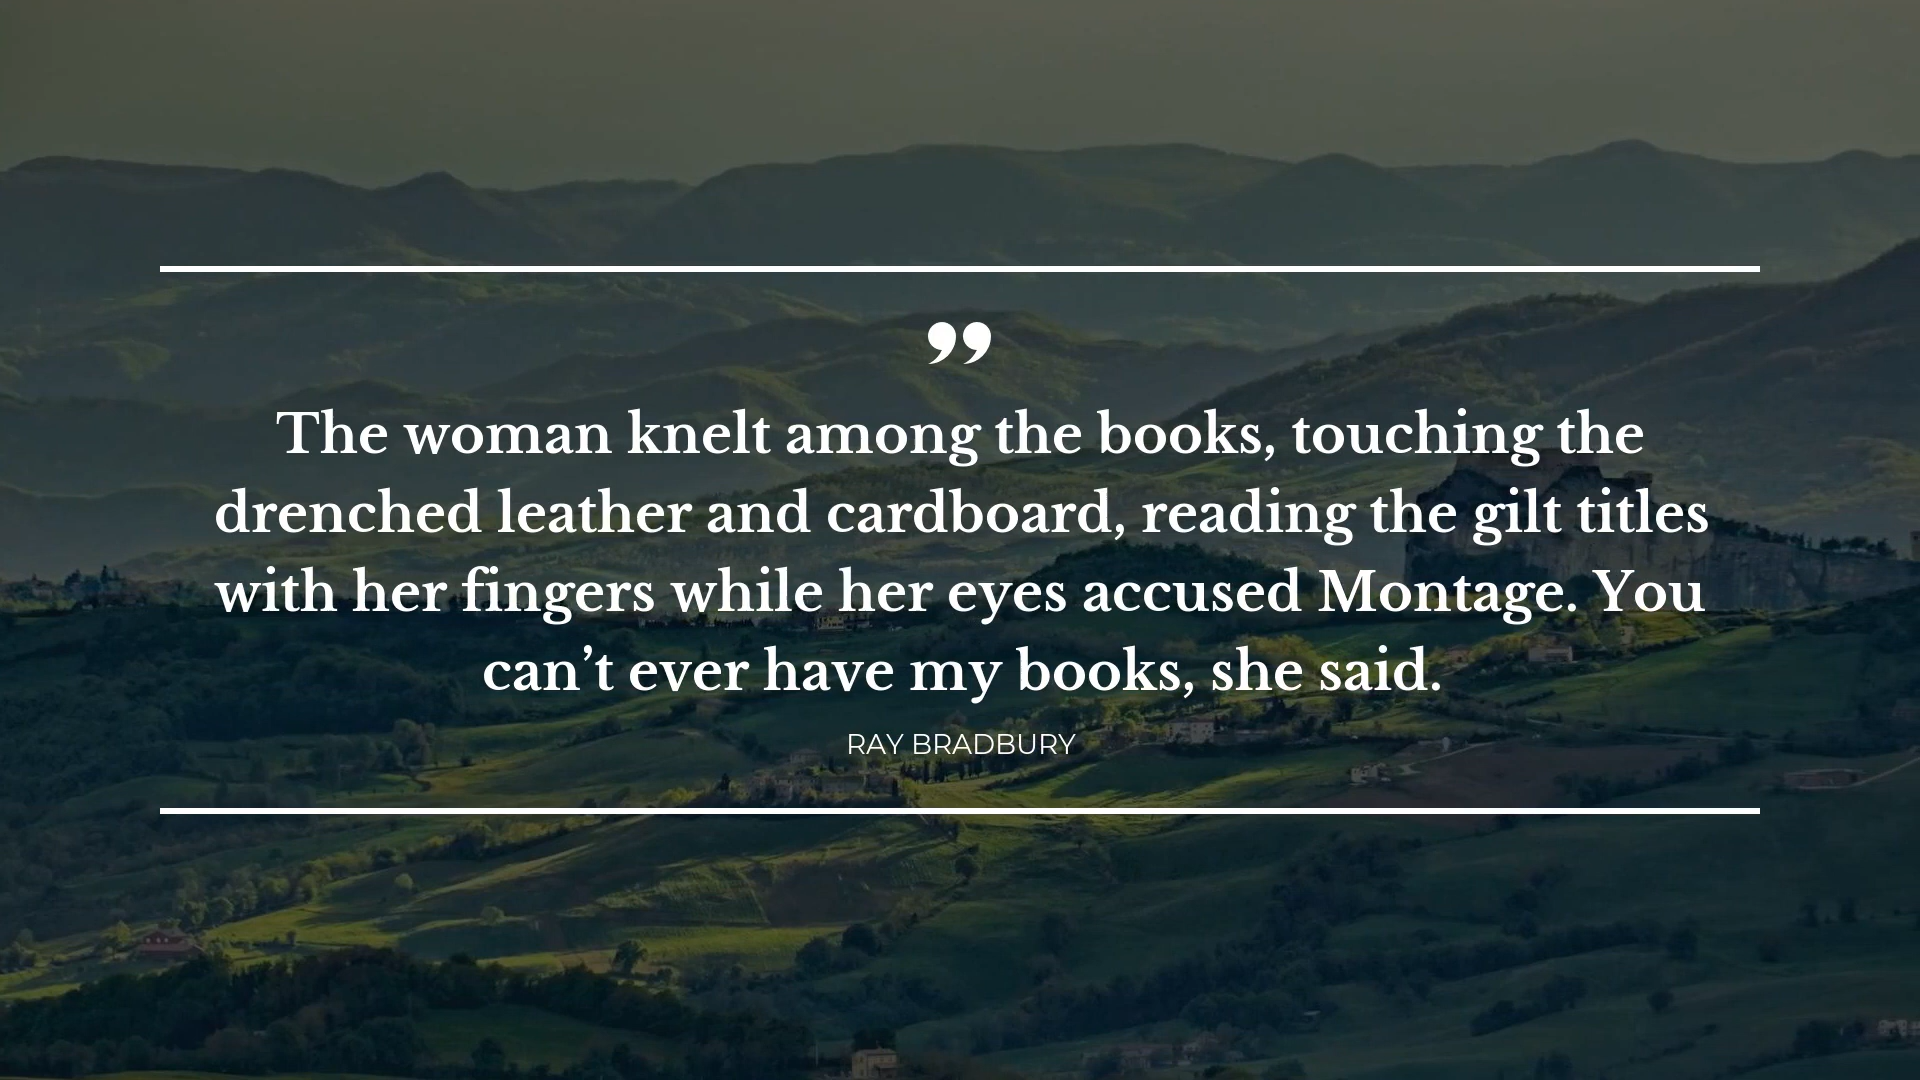 ”
The woman knelt among the books, touching the
drenched leather and cardboard, reading the gilt titles
with her fingers while her eyes accused Montage. You
can’t ever have my books, she said.
RAY BRADBURY